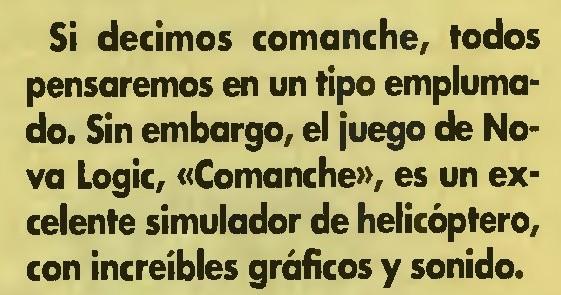 Si decimos comanche, todos
pensaremos en un tipo empluma-
do. Sin embargo, el juego de No-
va Logic, «Comanche», es un ex-
celente simulador de helicóptero,
con increíbles gráficos y sonido.